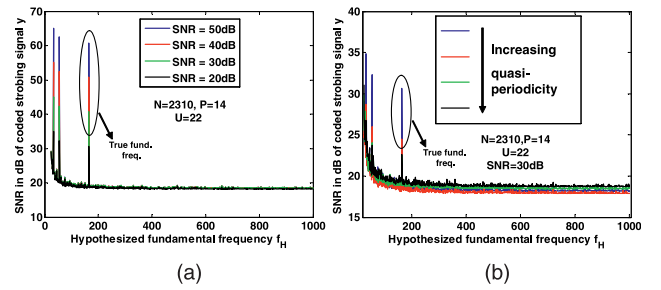 SNR in dB of coded strobing signal y
70
60
50
40
30
20
10
0
200
400
600
800
1000
Hypothesized fundamental frequency f_H
SNR = 50dB
SNR = 40dB
SNR = 30dB
SNR = 20dB
N=2310, P=14
U=22
True fund.
freq.
(a)
SNR in dB of coded strobing signal y
40
35
30
25
20
15
200
400
600
800
1000
Hypothesized fundamental frequency f_H
Increasing
quasi-
periodicity
N=2310,P=14
U=22
SNR=30dB
True fund.
freq.
(b)